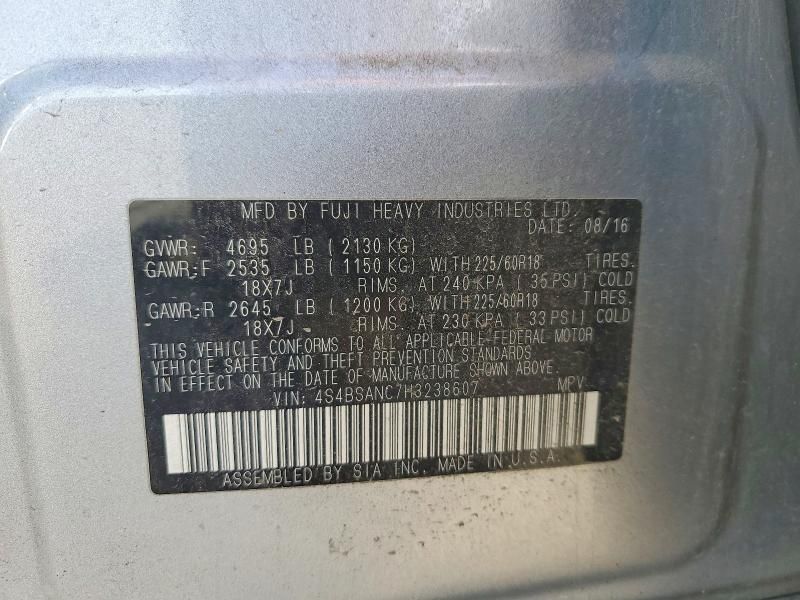 MFD BY FUJI HEAVY INDUSTRIES LTD.
DATE: 08/16
GVWR: 4695 LB ( 2130 KG)
GAWR:F 2535 LB ( 1150 KG) WITH 225/60R18 TIRES.
18X7J RIMS. AT 240 KPA ( 35 PSI) COLD
GAWR:R 2645 LB ( 1200 KG) WITH 225/60R18 TIRES.
18X7J RIMS. AT 230 KPA ( 33 PSI) COLD
THIS VEHICLE CONFORMS TO ALL APPLICABLE FEDERAL MOTOR
VEHICLE SAFETY AND THEFT PREVENTION STANDARDS
IN EFFECT ON THE DATE OF MANUFACTURE SHOWN ABOVE.
VIN: 4S4BSANC7H3238607 MPV
ASSEMBLED BY SIA INC. MADE IN U.S.A.